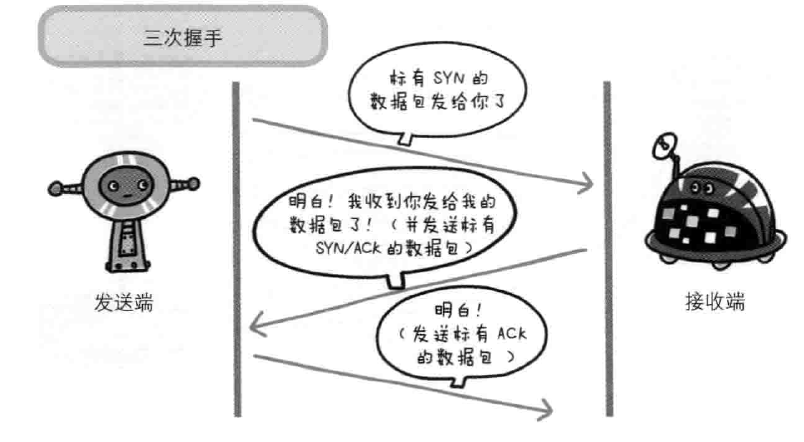 三次握手
标有 SYN 的
数据包发给你了
明白！我收到你发给我的
数据包了！（并发送标有
SYN/ACK 的数据包）
明白！
（发送标有 ACK
的数据包）
发送端
接收端